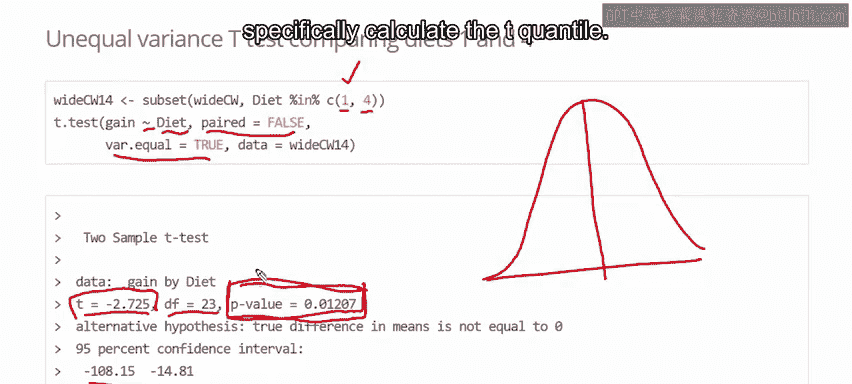 specifically calculate the t quantile.
Unequal variance T test comparing diets 1 and
wideCW14 <- subset(wideCW, Diet %in% c(1, 4))
t.test(gain ~ Diet, paired = FALSE,
var.equal = TRUE, data = wideCW14)
>
> Two Sample t-test
>
> data: gain by Diet
> t = -2.725, df = 23, p-value = 0.01207
> alternative hypothesis: true difference in means is not equal to 0
> 95 percent confidence interval:
> -108.15 -14.81